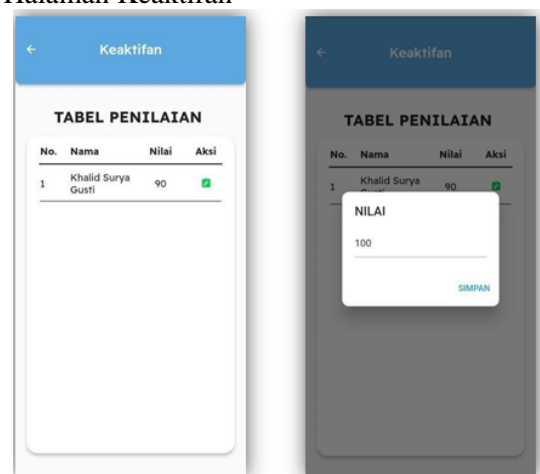 Halaman Keaktifan
Keaktifan
TABEL PENILAIAN
No. Nama Nilai Aksi
1 Khalid Surya Gusti 90
Keaktifan
TABEL PENILAIAN
No. Nama Nilai Aksi
1 Khalid Surya 90
NILAI
100
SIMPAN